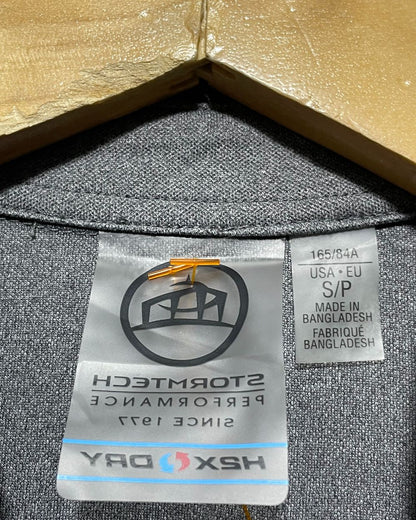 STORMTECH
PERFORMANCE
SINCE 1977
H2X DRY
165/84A
USA • EU
S/P
MADE IN
BANGLADESH
FABRIQUÉ
BANGLADESH